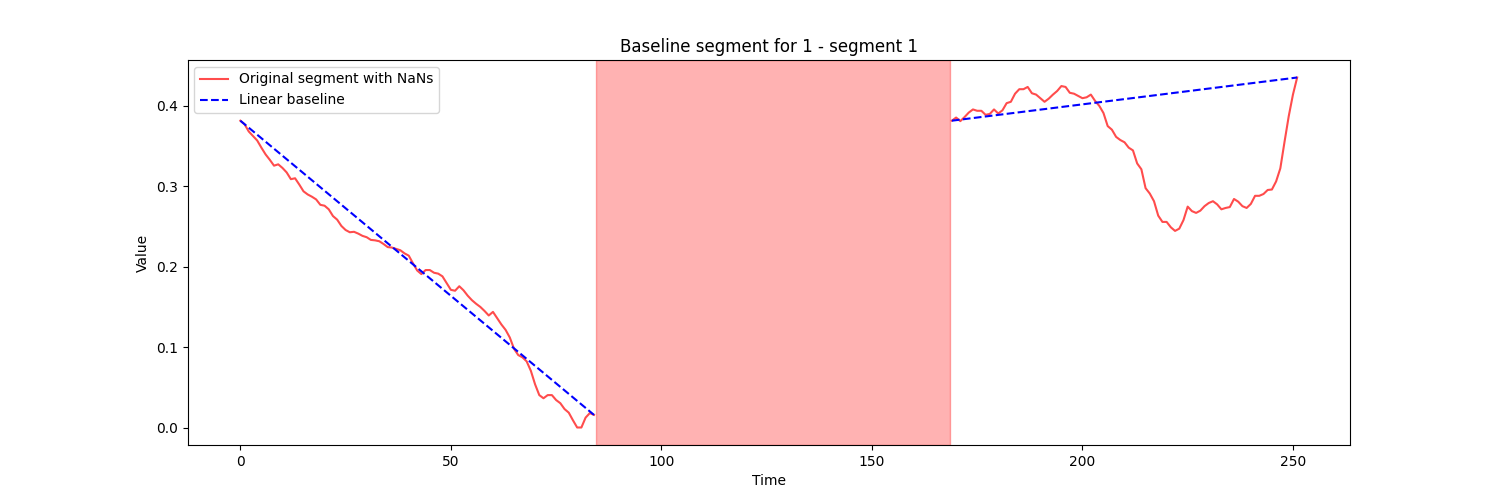 Baseline segment for 1 - segment 1
Original segment with NaNs
Linear baseline
Value
0.4
0.3
0.2
0.1
0.0
0 50 100 150 200 250
Time